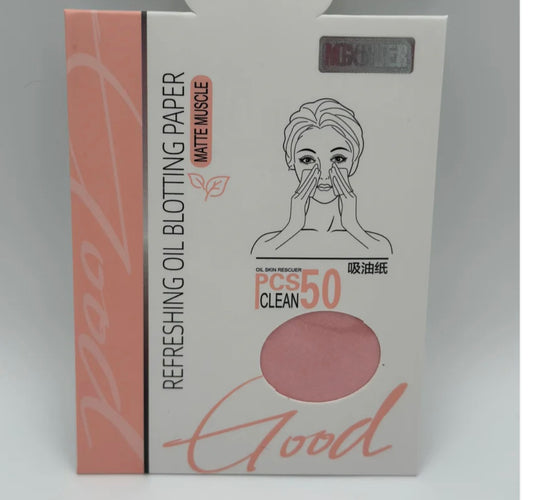 REFRESHING OIL BLOTTING PAPER
MATTE MUSCLE
OIL SKIN RESCUER
PCS 50
CLEAN
吸油纸
Good
Good